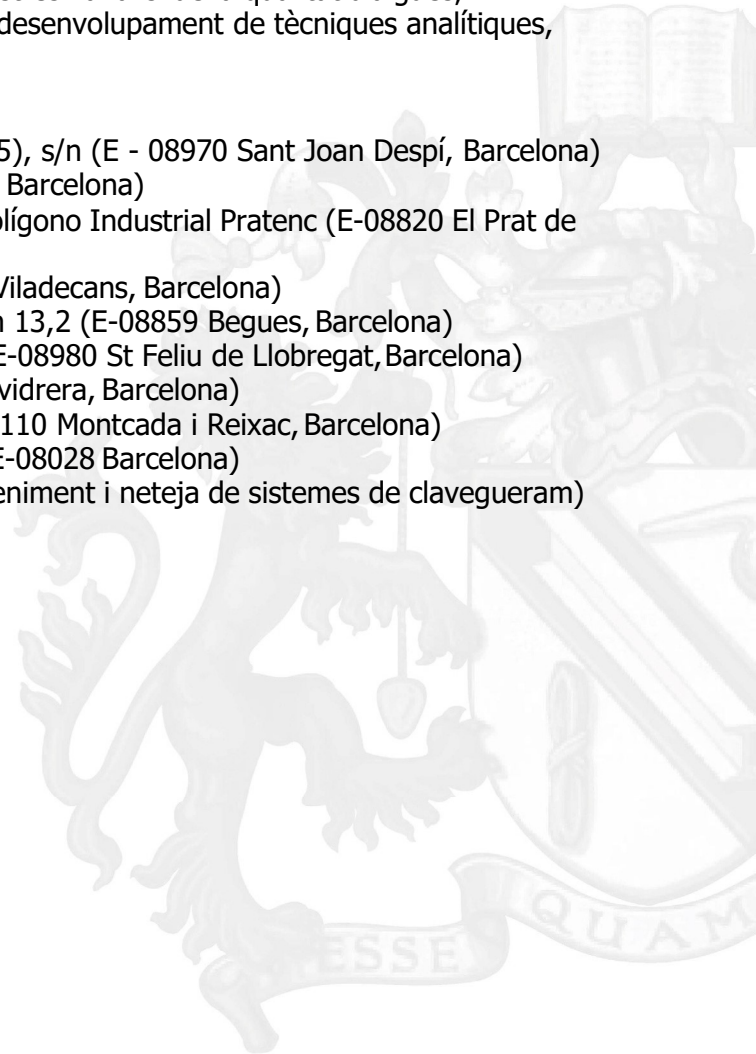 desenvolupament de tècniques analítiques,
5), s/n (E - 08970 Sant Joan Despí, Barcelona)
Barcelona)
olígono Industrial Pratenc (E-08820 El Prat de
Viladecans, Barcelona)
n 13,2 (E-08859 Begues, Barcelona)
E-08980 St Feliu de Llobregat, Barcelona)
vidrera, Barcelona)
110 Montcada i Reixac, Barcelona)
E-08028 Barcelona)
eniment i neteja de sistemes de clavegueram)
ESSE QUAM